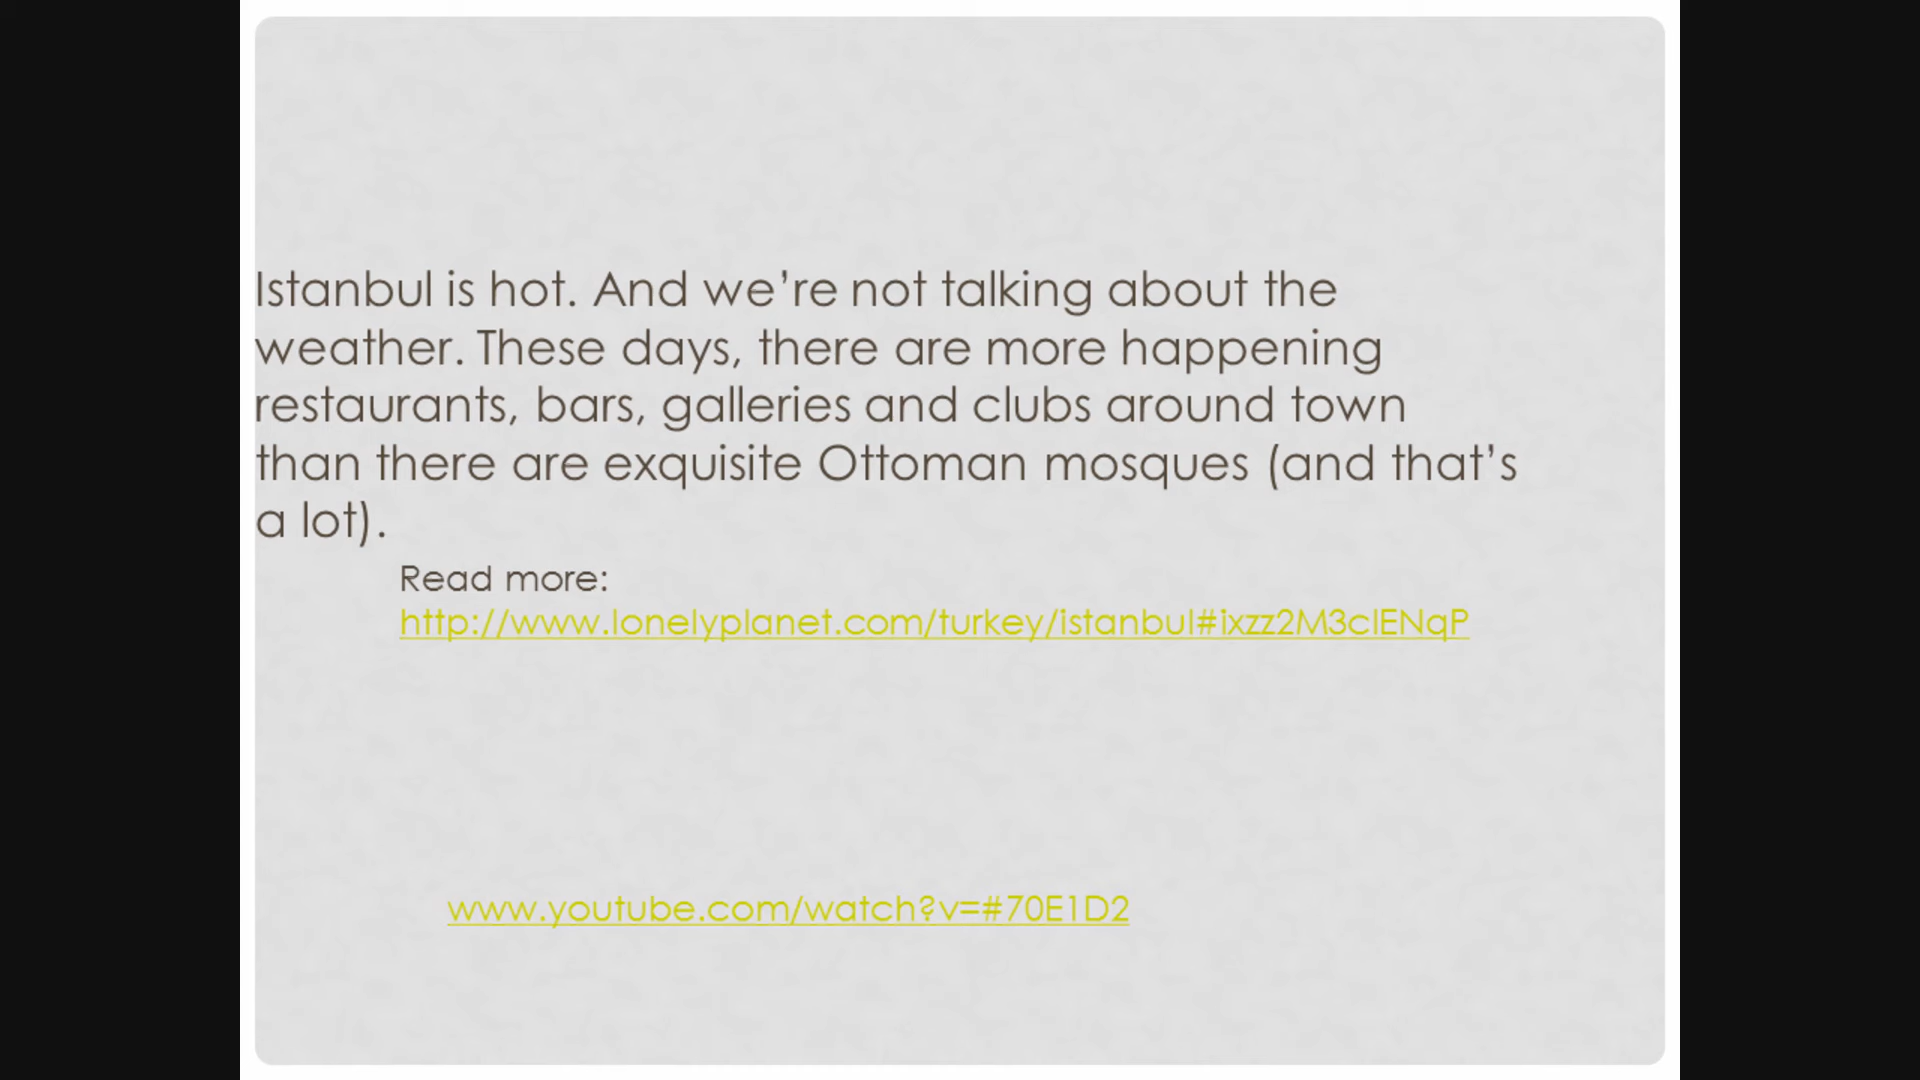 Istanbul is hot. And we’re not talking about the
weather. These days, there are more happening
restaurants, bars, galleries and clubs around town
than there are exquisite Ottoman mosques (and that’s
a lot).
Read more:
http://www.lonelyplanet.com/turkey/istanbul#ixzz2M3clENqP
www.youtube.com/watch?v=#70E1D2